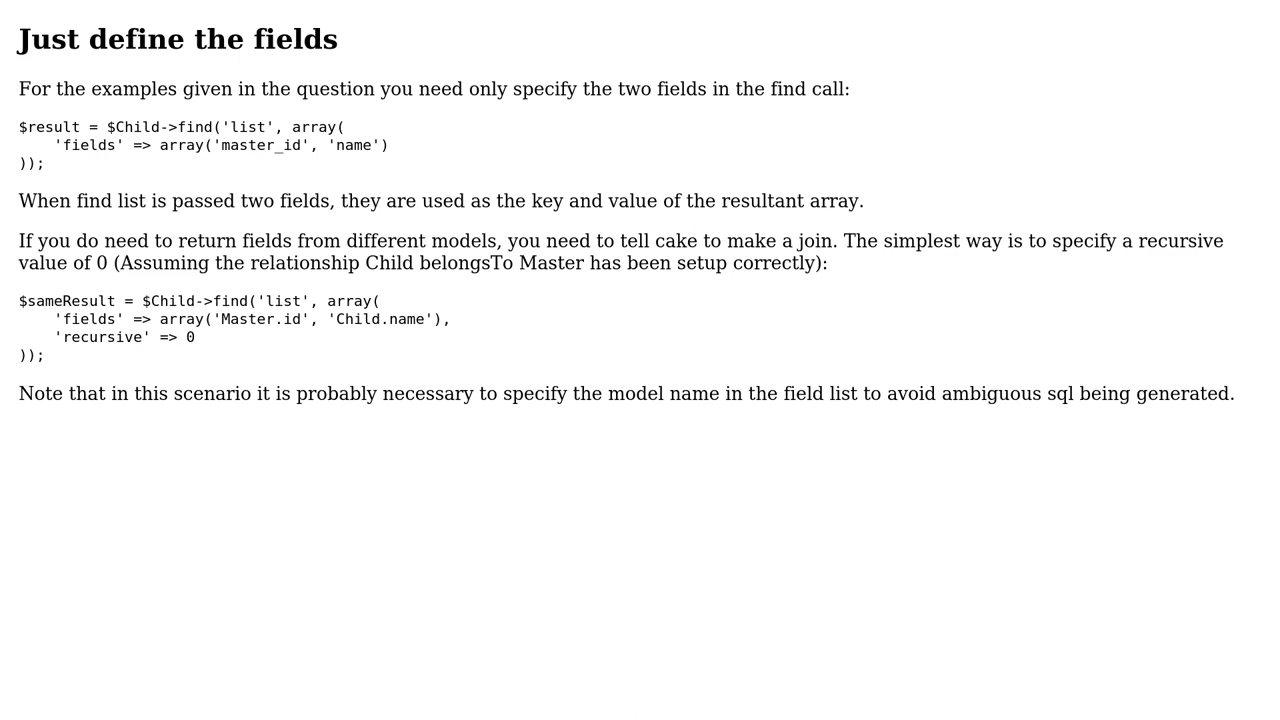 Just define the fields
For the examples given in the question you need only specify the two fields in the find call:
$result = $Child->find('list', array(
    'fields' => array('master_id', 'name')
));
When find list is passed two fields, they are used as the key and value of the resultant array.
If you do need to return fields from different models, you need to tell cake to make a join. The simplest way is to specify a recursive
value of 0 (Assuming the relationship Child belongsTo Master has been setup correctly):
$sameResult = $Child->find('list', array(
    'fields' => array('Master.id', 'Child.name'),
    'recursive' => 0
));
Note that in this scenario it is probably necessary to specify the model name in the field list to avoid ambiguous sql being generated.